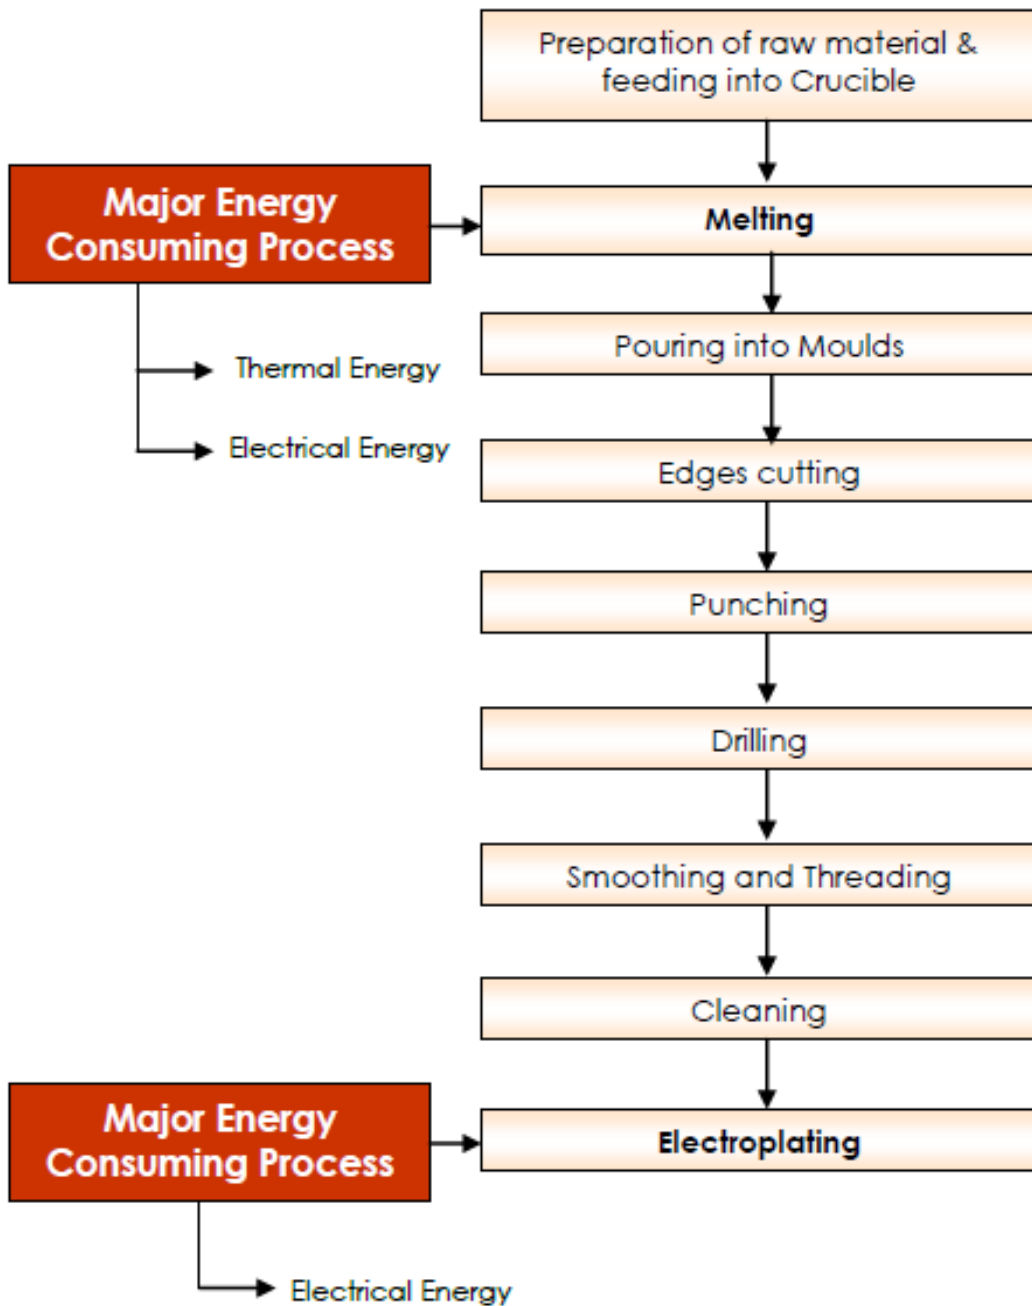 Preparation of raw material &
feeding into Crucible
Major Energy
Consuming Process
Melting
Thermal Energy
Electrical Energy
Pouring into Moulds
Edges cutting
Punching
Drilling
Smoothing and Threading
Cleaning
Major Energy
Consuming Process
Electroplating
Electrical Energy